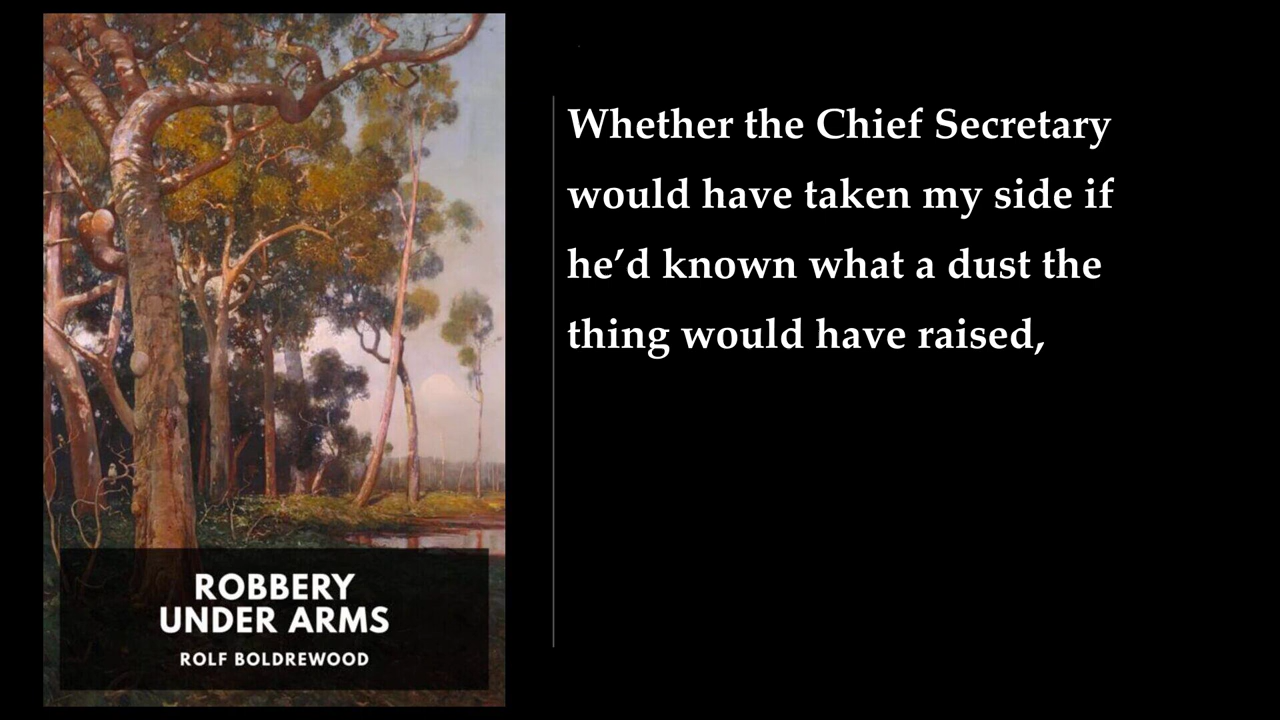 ROBBERY
UNDER ARMS
ROLF BOLDREWOOD
Whether the Chief Secretary
would have taken my side if
he’d known what a dust the
thing would have raised,